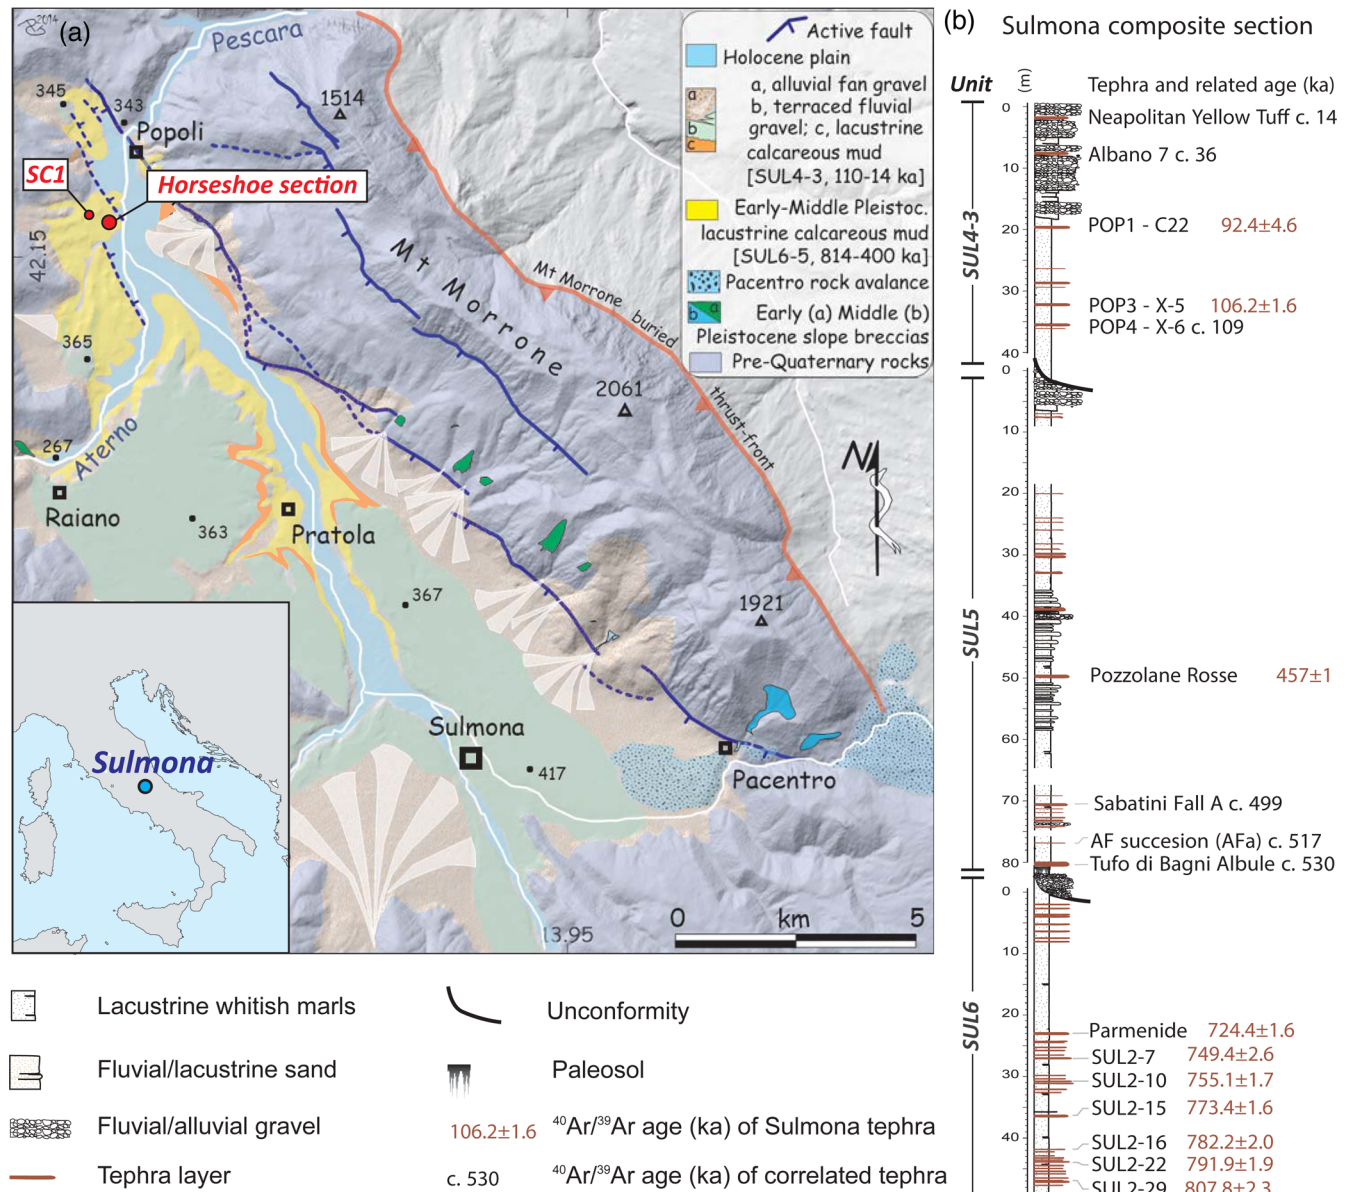 (a)
2014
Pescara
345
343
Popoli
1514
SC1
Horseshoe section
42.15
Mt Morrone
Mt Morrone buried thrust-front
365
2061
267
Aterno
Raiano
363
Pratola
367
1921
N
Sulmona
417
Pacentro
Sulmona
0 km 5
13.95
Active fault
Holocene plain
a
b
c
a, alluvial fan gravel
b, terraced fluvial
gravel; c, lacustrine
calcareous mud
[SUL4-3, 110-14 ka]
Early-Middle Pleistoc.
lacustrine calcareous mud
[SUL6-5, 814-400 ka]
Pacentro rock avalance
b a
Early (a) Middle (b)
Pleistocene slope breccias
Pre-Quaternary rocks
Lacustrine whitish marls
Fluvial/lacustrine sand
Fluvial/alluvial gravel
Tephra layer
Unconformity
Paleosol
106.2±1.6 40Ar/39Ar age (ka) of Sulmona tephra
c. 530 40Ar/39Ar age (ka) of correlated tephra
(b) Sulmona composite section
Unit (m) Tephra and related age (ka)
SUL4-3
0
Neapolitan Yellow Tuff c. 14
Albano 7 c. 36
10
20
POP1 - C22 92.4±4.6
30
POP3 - X-5 106.2±1.6
POP4 - X-6 c. 109
40
SUL5
0
10
20
30
40
50
Pozzolane Rosse 457±1
60
70
Sabatini Fall A c. 499
AF succesion (AFa) c. 517
80
Tufo di Bagni Albule c. 530
SUL6
0
10
20
Parmenide 724.4±1.6
SUL2-7 749.4±2.6
30
SUL2-10 755.1±1.7
SUL2-15 773.4±1.6
40
SUL2-16 782.2±2.0
SUL2-22 791.9±1.9
SUL2-29 807.8±2.3